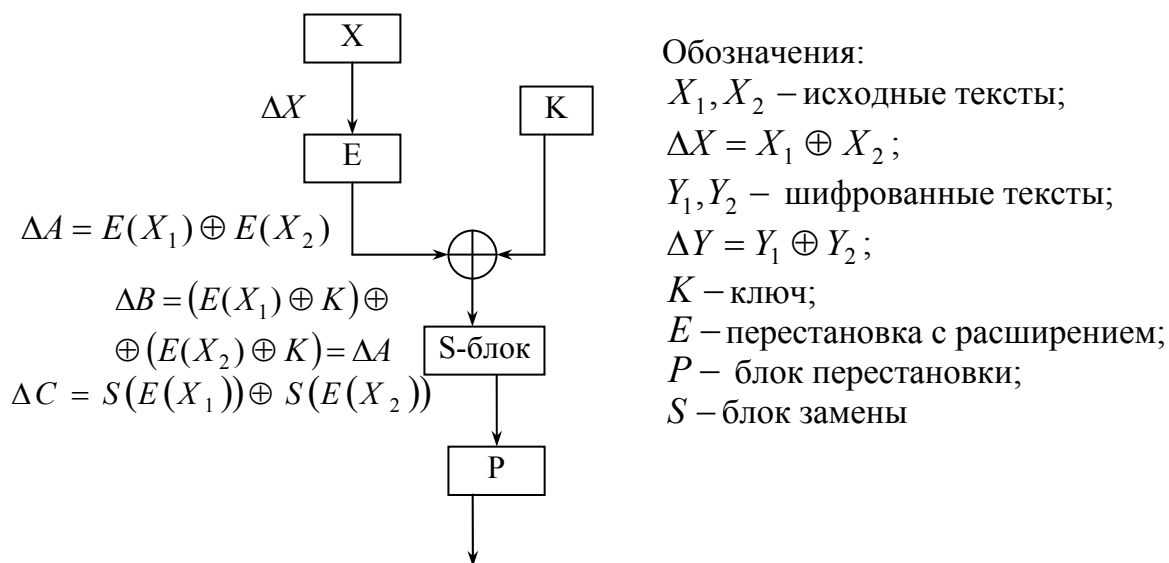 X
ΔX
K
E
ΔA = E(X₁) ⊕ E(X₂)
ΔB = (E(X₁) ⊕ K) ⊕
⊕ (E(X₂) ⊕ K) = ΔA
S-блок
ΔC = S(E(X₁)) ⊕ S(E(X₂))
P
Обозначения:
X₁, X₂ – исходные тексты;
ΔX = X₁ ⊕ X₂;
Y₁, Y₂ – шифрованные тексты;
ΔY = Y₁ ⊕ Y₂;
K – ключ;
E – перестановка с расширением;
P – блок перестановки;
S – блок замены